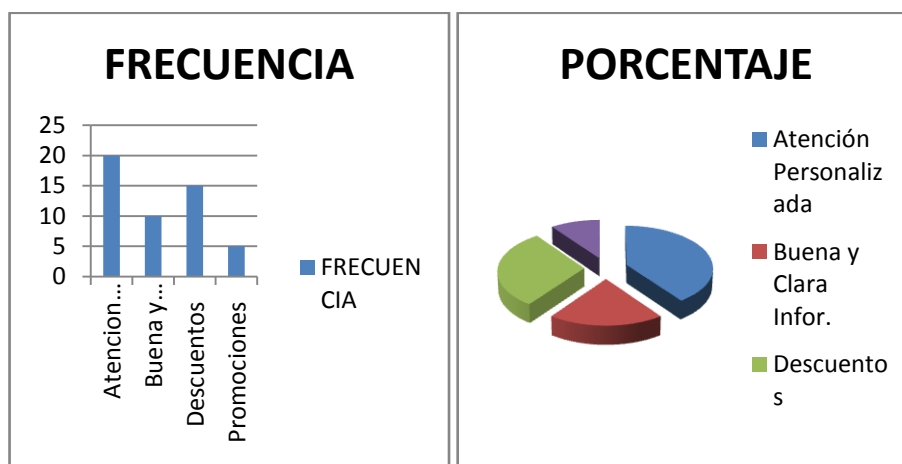 FRECUENCIA
25
20
15
10
5
0
Atencion...
Buena y...
Descuentos
Promociones
FRECUEN
CIA
PORCENTAJE
Atención
Personaliz
ada
Buena y
Clara
Infor.
Descuento
s